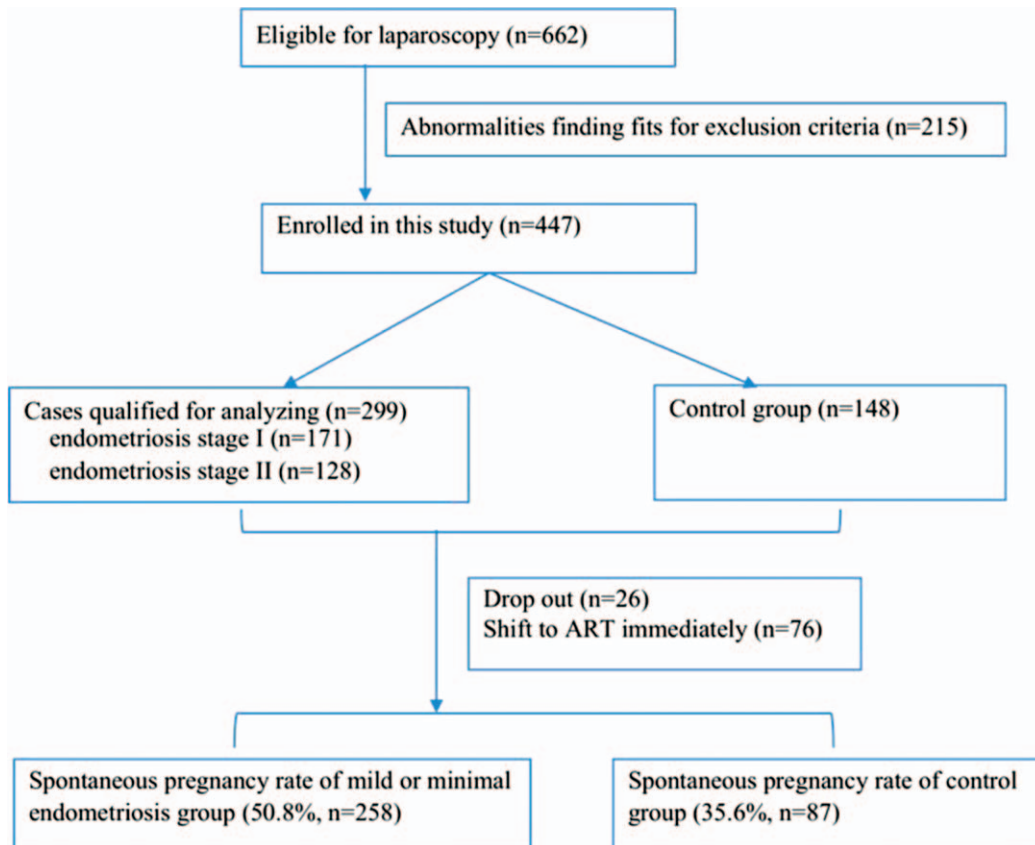 Eligible for laparoscopy (n=662)
Abnormalities finding fits for exclusion criteria (n=215)
Enrolled in this study (n=447)
Cases qualified for analyzing (n=299)
endometriosis stage I (n=171)
endometriosis stage II (n=128)
Control group (n=148)
Drop out (n=26)
Shift to ART immediately (n=76)
Spontaneous pregnancy rate of mild or minimal
endometriosis group (50.8%, n=258)
Spontaneous pregnancy rate of control
group (35.6%, n=87)